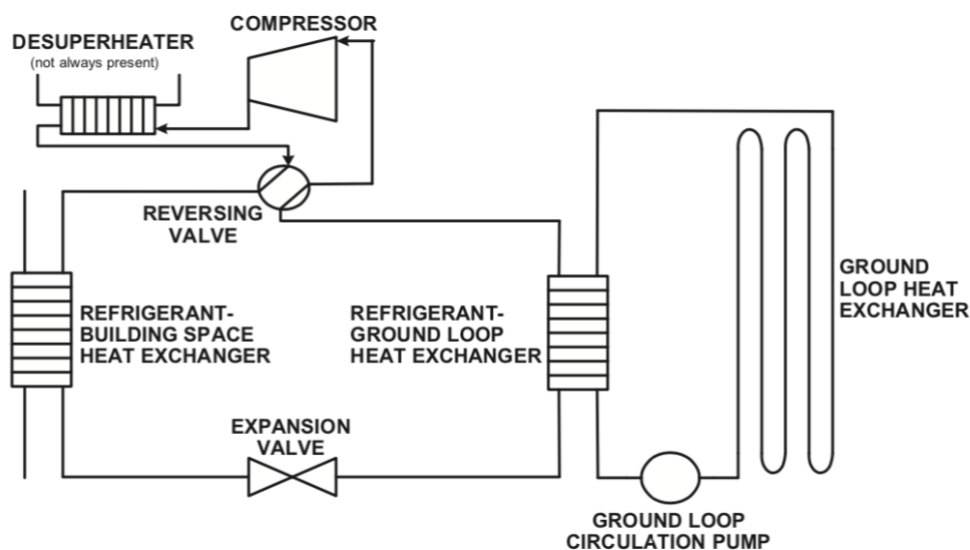 COMPRESSOR
DESUPERHEATER
(not always present)
REVERSING
VALVE
REFRIGERANT-
BUILDING SPACE
HEAT EXCHANGER
REFRIGERANT-
GROUND LOOP
HEAT EXCHANGER
GROUND
LOOP HEAT
EXCHANGER
EXPANSION
VALVE
GROUND LOOP
CIRCULATION PUMP